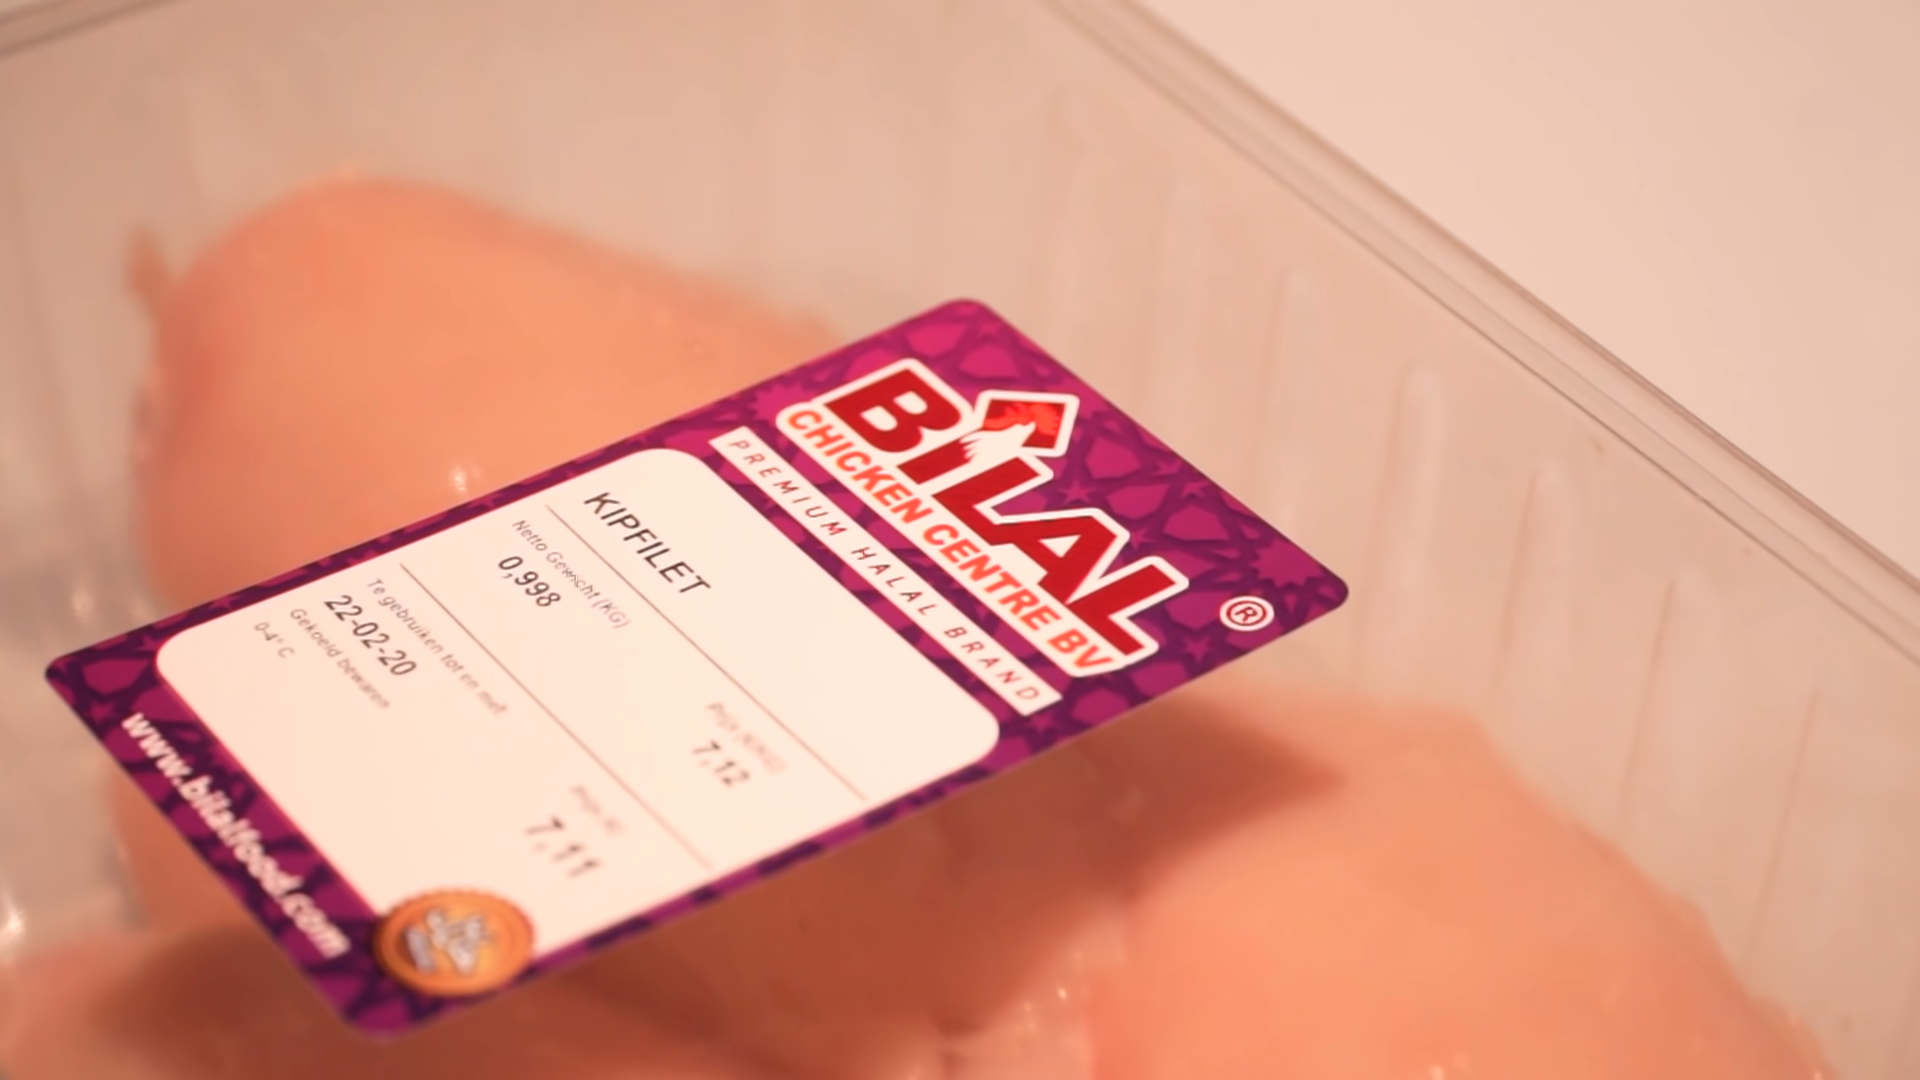 BiLAL
®
CHICKEN CENTRE BV
PREMIUM HALAL BRAND
KIPFILET
Netto Gewicht (KG)
0,998
7,12
Te gebruiken tot en met:
22-02-20
Gekoeld bewaren
0-4° C
7,11
www.bilalfood.com